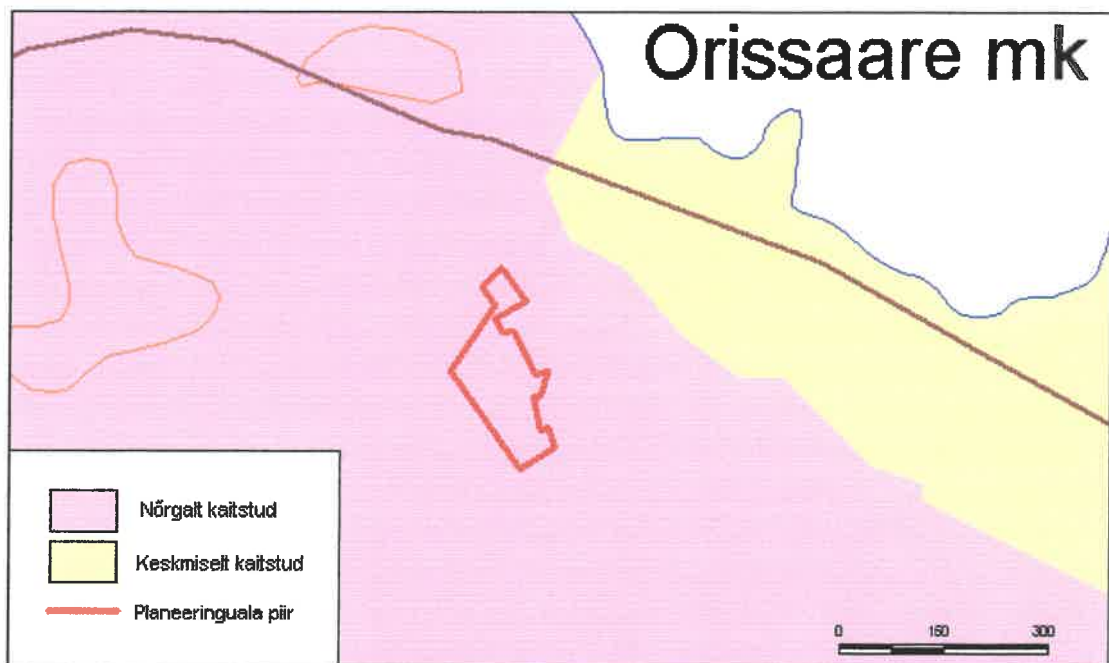 Orissaare mk
Nõrgalt kaitstud
Keskmiselt kaitstud
Planeeringuala piir
0 150 300